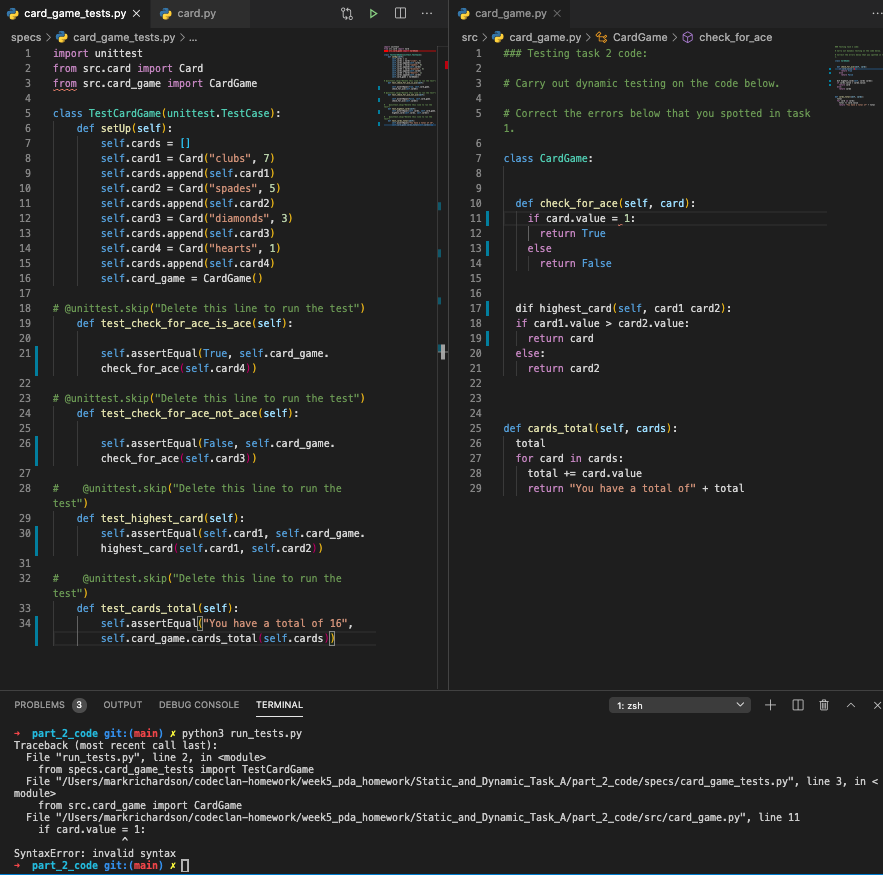 card_game_tests.py ×
card.py
···
specs > card_game_tests.py > ...
1 import unittest
2 from src.card import Card
3 from src.card_game import CardGame
4
5 class TestCardGame(unittest.TestCase):
6 def setUp(self):
7 self.cards = []
8 self.card1 = Card("clubs", 7)
9 self.cards.append(self.card1)
10 self.card2 = Card("spades", 5)
11 self.cards.append(self.card2)
12 self.card3 = Card("diamonds", 3)
13 self.cards.append(self.card3)
14 self.card4 = Card("hearts", 1)
15 self.cards.append(self.card4)
16 self.card_game = CardGame()
17
18 # @unittest.skip("Delete this line to run the test")
19 def test_check_for_ace_is_ace(self):
20
21 self.assertEqual(True, self.card_game.
check_for_ace(self.card4))
22
23 # @unittest.skip("Delete this line to run the test")
24 def test_check_for_ace_not_ace(self):
25
26 self.assertEqual(False, self.card_game.
check_for_ace(self.card3))
27
28 # @unittest.skip("Delete this line to run the
test")
29 def test_highest_card(self):
30 self.assertEqual(self.card1, self.card_game.
highest_card(self.card1, self.card2))
31
32 # @unittest.skip("Delete this line to run the
test")
33 def test_cards_total(self):
34 self.assertEqual("You have a total of 16",
self.card_game.cards_total(self.cards))
card_game.py ×
···
src > card_game.py > CardGame > check_for_ace
1 ### Testing task 2 code:
2
3 # Carry out dynamic testing on the code below.
4
5 # Correct the errors below that you spotted in task
1.
6
7 class CardGame:
8
9
10 def check_for_ace(self, card):
11 if card.value = 1:
12 return True
13 else
14 return False
15
16
17 dif highest_card(self, card1 card2):
18 if card1.value > card2.value:
19 return card
20 else:
21 return card2
22
23
24
25 def cards_total(self, cards):
26 total
27 for card in cards:
28 total += card.value
29 return "You have a total of" + total
PROBLEMS 3 OUTPUT DEBUG CONSOLE TERMINAL 1: zsh
→ part_2_code git:(main) ✗ python3 run_tests.py
Traceback (most recent call last):
File "run_tests.py", line 2, in <module>
from specs.card_game_tests import TestCardGame
File "/Users/markrichardson/codeclan-homework/week5_pda_homework/Static_and_Dynamic_Task_A/part_2_code/specs/card_game_tests.py", line 3, in <
module>
from src.card_game import CardGame
File "/Users/markrichardson/codeclan-homework/week5_pda_homework/Static_and_Dynamic_Task_A/part_2_code/src/card_game.py", line 11
if card.value = 1:
^
SyntaxError: invalid syntax
→ part_2_code git:(main) ✗